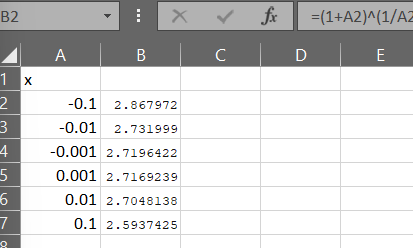 B2 fx =(1+A2)^(1/A2
A B C D E
1 x
2 -0.1 2.867972
3 -0.01 2.731999
4 -0.001 2.7196422
5 0.001 2.7169239
6 0.01 2.7048138
7 0.1 2.5937425
8